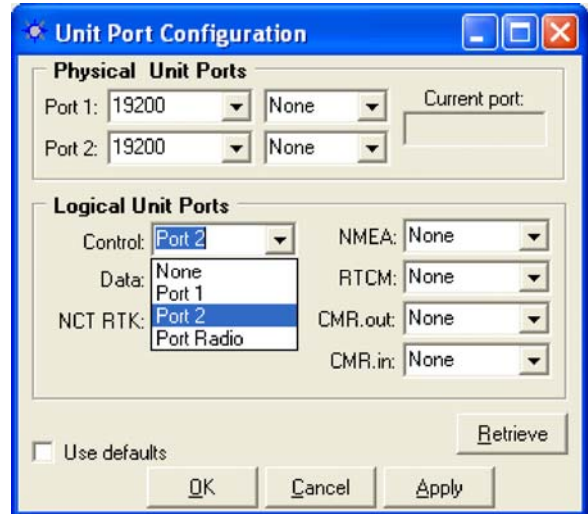 Unit Port Configuration
Physical Unit Ports
Port 1: 19200 None Current port:
Port 2: 19200 None
Logical Unit Ports
Control: Port 2 NMEA: None
Data: None RTCM: None
Port 1
NCT RTK: Port 2 CMR.out: None
Port Radio
CMR.in: None
Retrieve
Use defaults
OK Cancel Apply